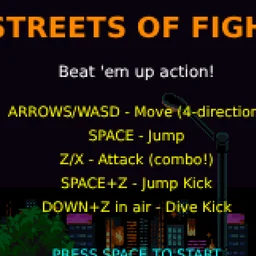 STREETS OF FIGH
Beat 'em up action!
ARROWS/WASD - Move (4-direction
SPACE - Jump
Z/X - Attack (combo!)
SPACE+Z - Jump Kick
DOWN+Z in air - Dive Kick
PRESS SPACE TO START